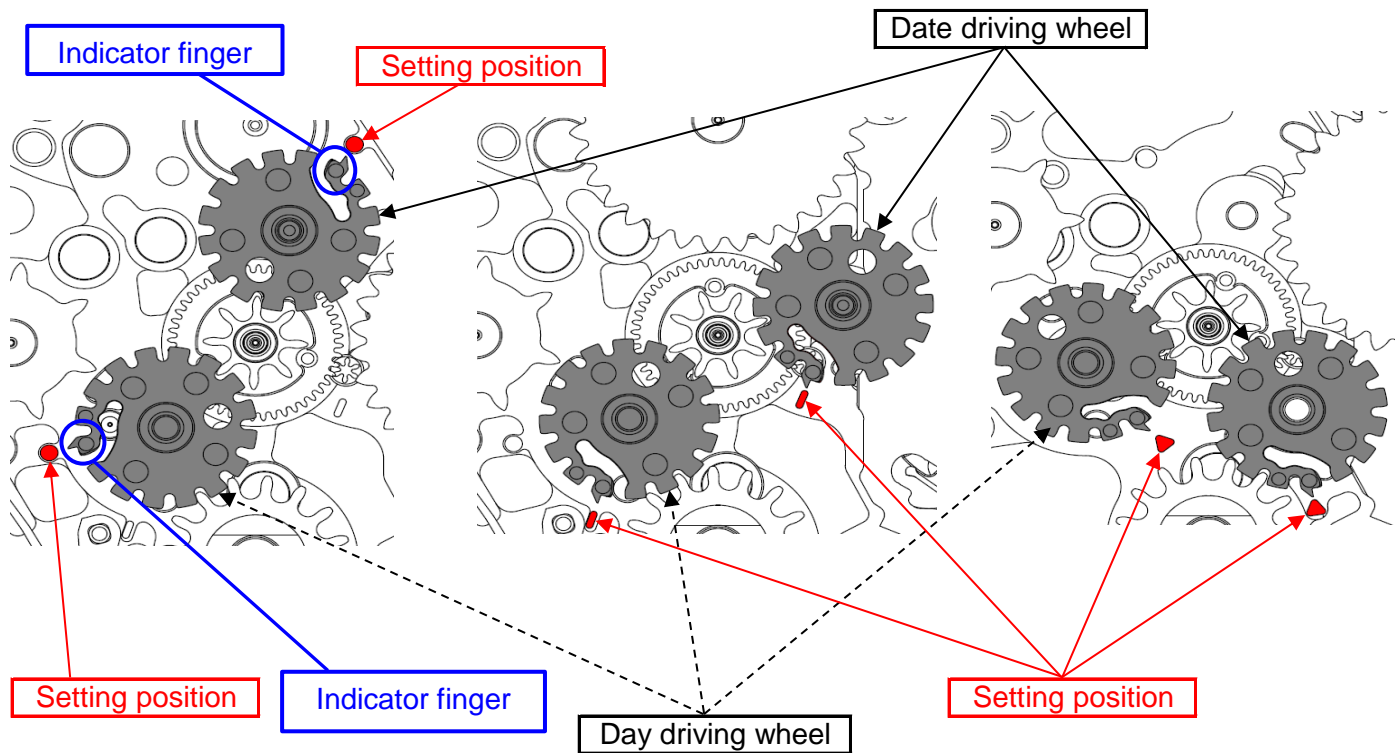 Date driving wheel
Indicator finger
Setting position
Setting position
Indicator finger
Setting position
Day driving wheel